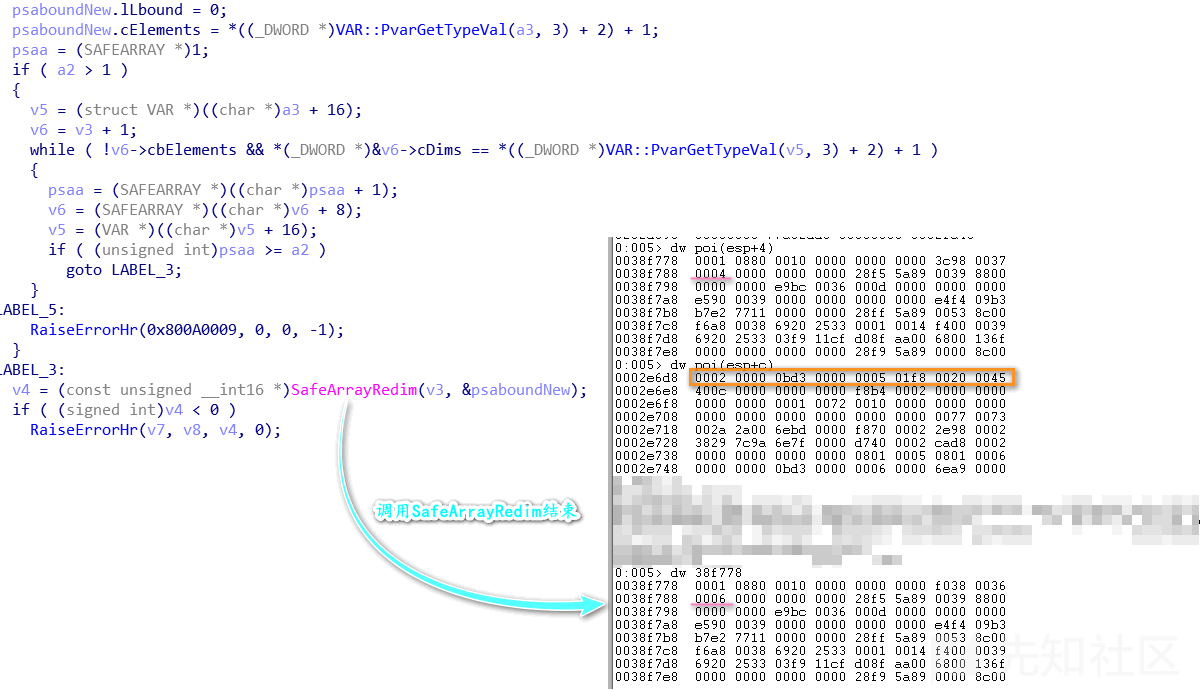 psaboundNew.lLbound = 0;
psaboundNew.cElements = *((_DWORD *)VAR::PvarGetTypeVal(a3, 3) + 2) + 1;
psaa = (SAFEARRAY *)1;
if ( a2 > 1 )
{
v5 = (struct VAR *)((char *)a3 + 16);
v6 = v3 + 1;
while ( !v6->cbElements && *(_DWORD *)&v6->cDims == *((_DWORD *)VAR::PvarGetTypeVal(v5, 3) + 2) + 1 )
{
psaa = (SAFEARRAY *)((char *)psaa + 1);
v6 = (SAFEARRAY *)((char *)v6 + 8);
v5 = (VAR *)((char *)v5 + 16);
if ( (unsigned int)psaa >= a2 )
goto LABEL_3;
}
LABEL_5:
RaiseErrorHr(0x800A0009, 0, 0, -1);
}
LABEL_3:
v4 = (const unsigned __int16 *)SafeArrayRedim(v3, &psaboundNew);
if ( (signed int)v4 < 0 )
RaiseErrorHr(v7, v8, v4, 0);
调用SafeArrayRedim结束
0:005> dw poi(esp+4)
0038f778 0001 0880 0010 0000 0000 0000 3c98 0037
0038f788 0004 0000 0000 0000 28f5 5a89 0039 8800
0038f798 0000 0000 e9bc 0036 000d 0000 0000 0000
0038f7a8 e590 0039 0000 0000 0000 0000 e4f4 09b3
0038f7b8 b7e2 7711 0000 0000 28ff 5a89 0053 8c00
0038f7c8 f6a8 0038 6920 2533 0001 0014 f400 0039
0038f7d8 6920 2533 03f9 11cf d08f aa00 6800 136f
0038f7e8 0000 0000 0000 0000 28f9 5a89 0000 8c00
0:005> dw poi(esp+c)
0002e6d8 0002 0000 0bd3 0000 0005 01f8 0020 0045
0002e6e8 400c 0000 0000 0000 f8b4 0002 0000 0000
0002e6f8 0000 0000 0001 0072 0010 0000 0000 0000
0002e708 0000 0000 0000 0000 0000 0000 0077 0073
0002e718 002a 2a00 6ebd 0000 f870 0002 2e98 0002
0002e728 3829 7c9a 6e7f 0000 d740 0002 cad8 0002
0002e738 0000 0000 0000 0000 0801 0005 0801 0006
0002e748 0000 0000 0bd3 0000 0006 0000 6ea9 0000
0:005> dw 38f778
0038f778 0001 0880 0010 0000 0000 0000 f038 0036
0038f788 0006 0000 0000 0000 28f5 5a89 0039 8800
0038f798 0000 0000 e9bc 0036 000d 0000 0000 0000
0038f7a8 e590 0039 0000 0000 0000 0000 e4f4 09b3
0038f7b8 b7e2 7711 0000 0000 28ff 5a89 0053 8c00
0038f7c8 f6a8 0038 6920 2533 0001 0014 f400 0039
0038f7d8 6920 2533 03f9 11cf d08f aa00 6800 136f
0038f7e8 0000 0000 0000 0000 28f9 5a89 0000 8c00
先知社区